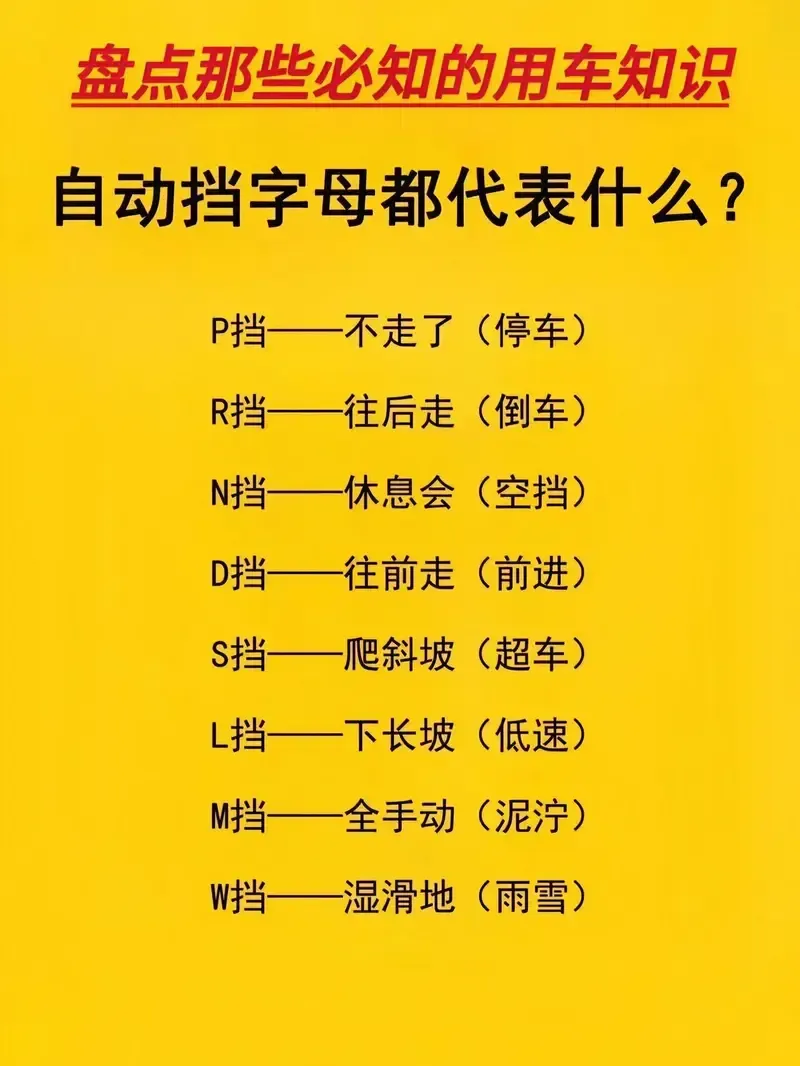 盘点那些必知的用车知识
自动挡字母都代表什么？
P挡——不走了（停车）
R挡——往后走（倒车）
N挡——休息会（空挡）
D挡——往前走（前进）
S挡——爬斜坡（超车）
L挡——下长坡（低速）
M挡——全手动（泥泞）
W挡——湿滑地（雨雪）